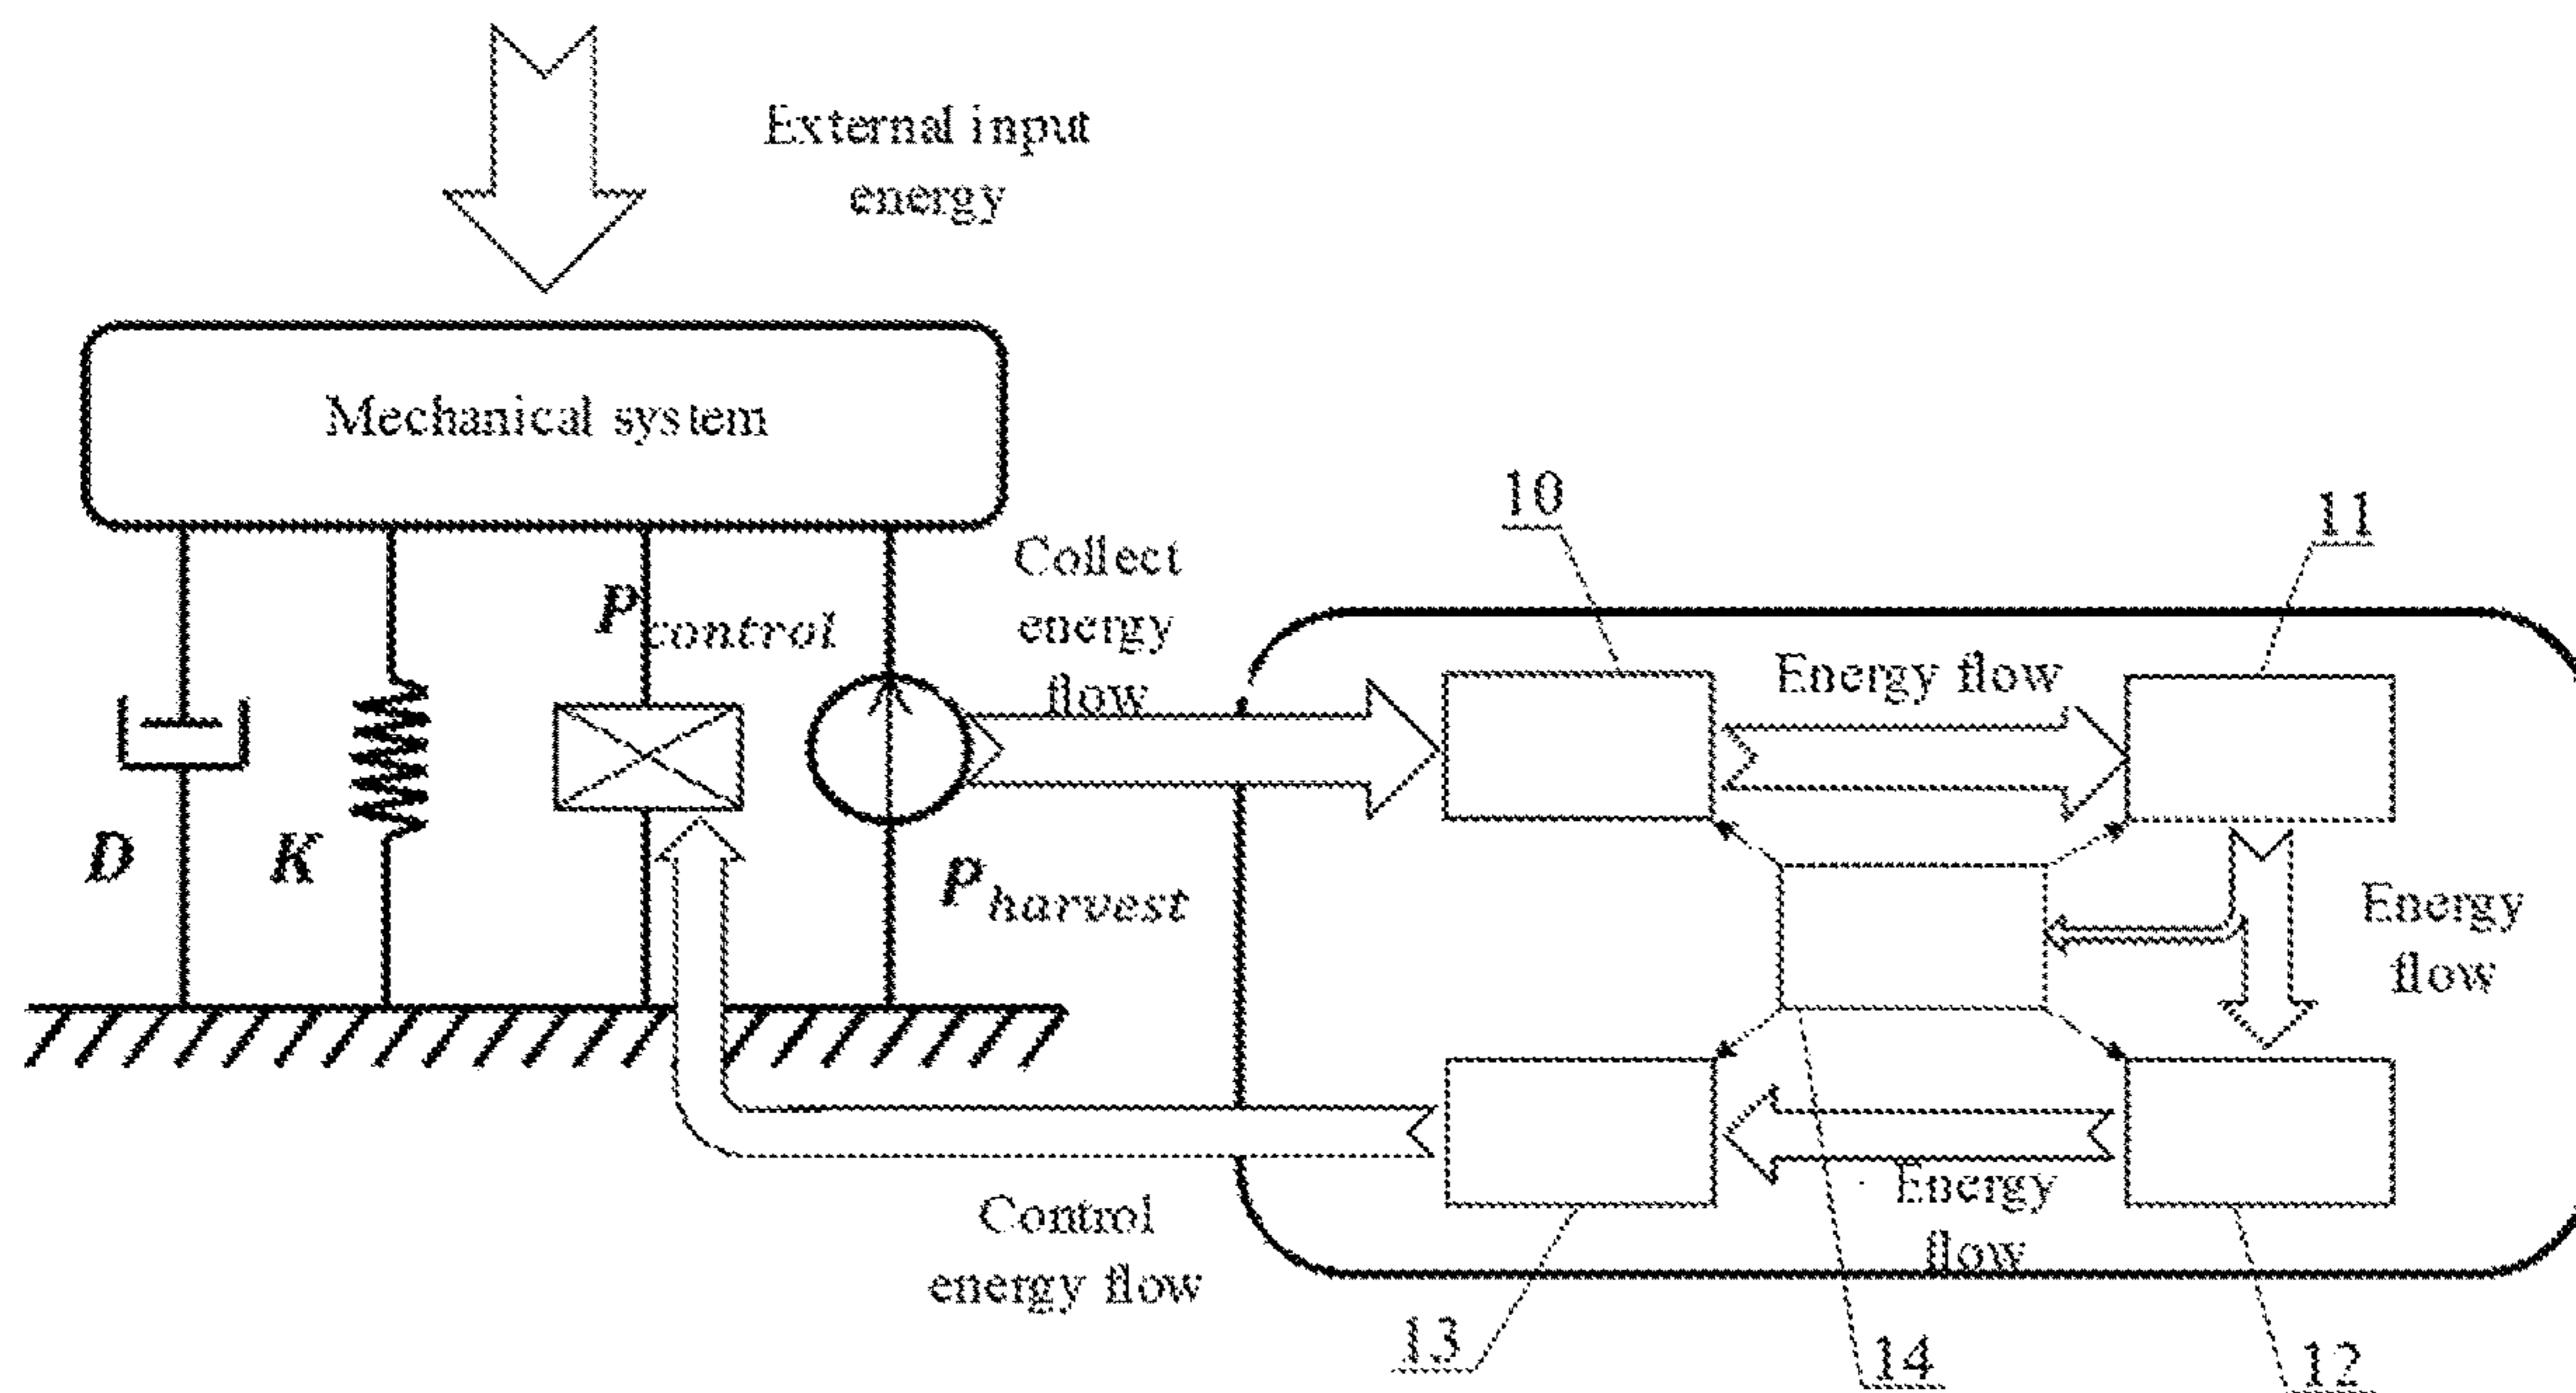 External input
energy
Mechanical system
Collect
energy
flow
P control
D
K
P harvest
10
11
Energy flow
Energy
flow
Energy
flow
Control
energy flow
13
14
12